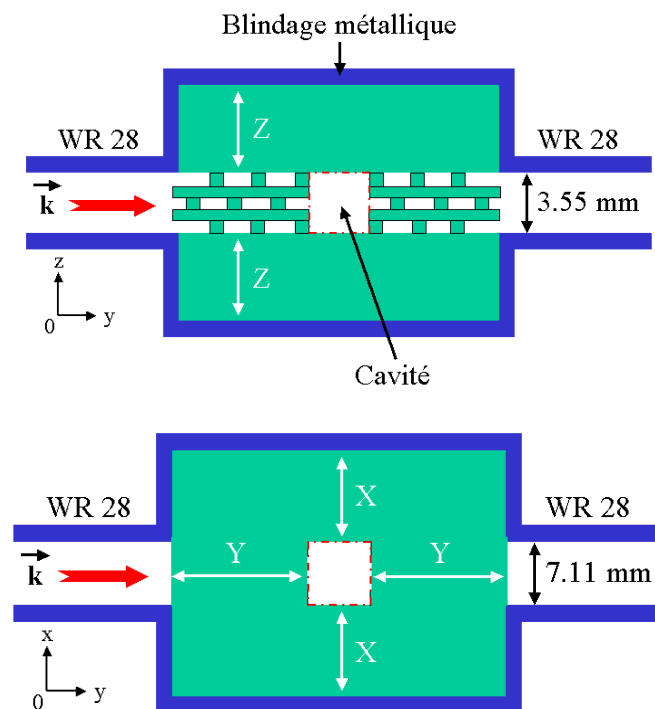 Blindage métallique
WR 28
WR 28
Z
k
3.55 mm
Z
z
0
y
Cavité
WR 28
WR 28
X
k
Y
Y
7.11 mm
x
X
0
y